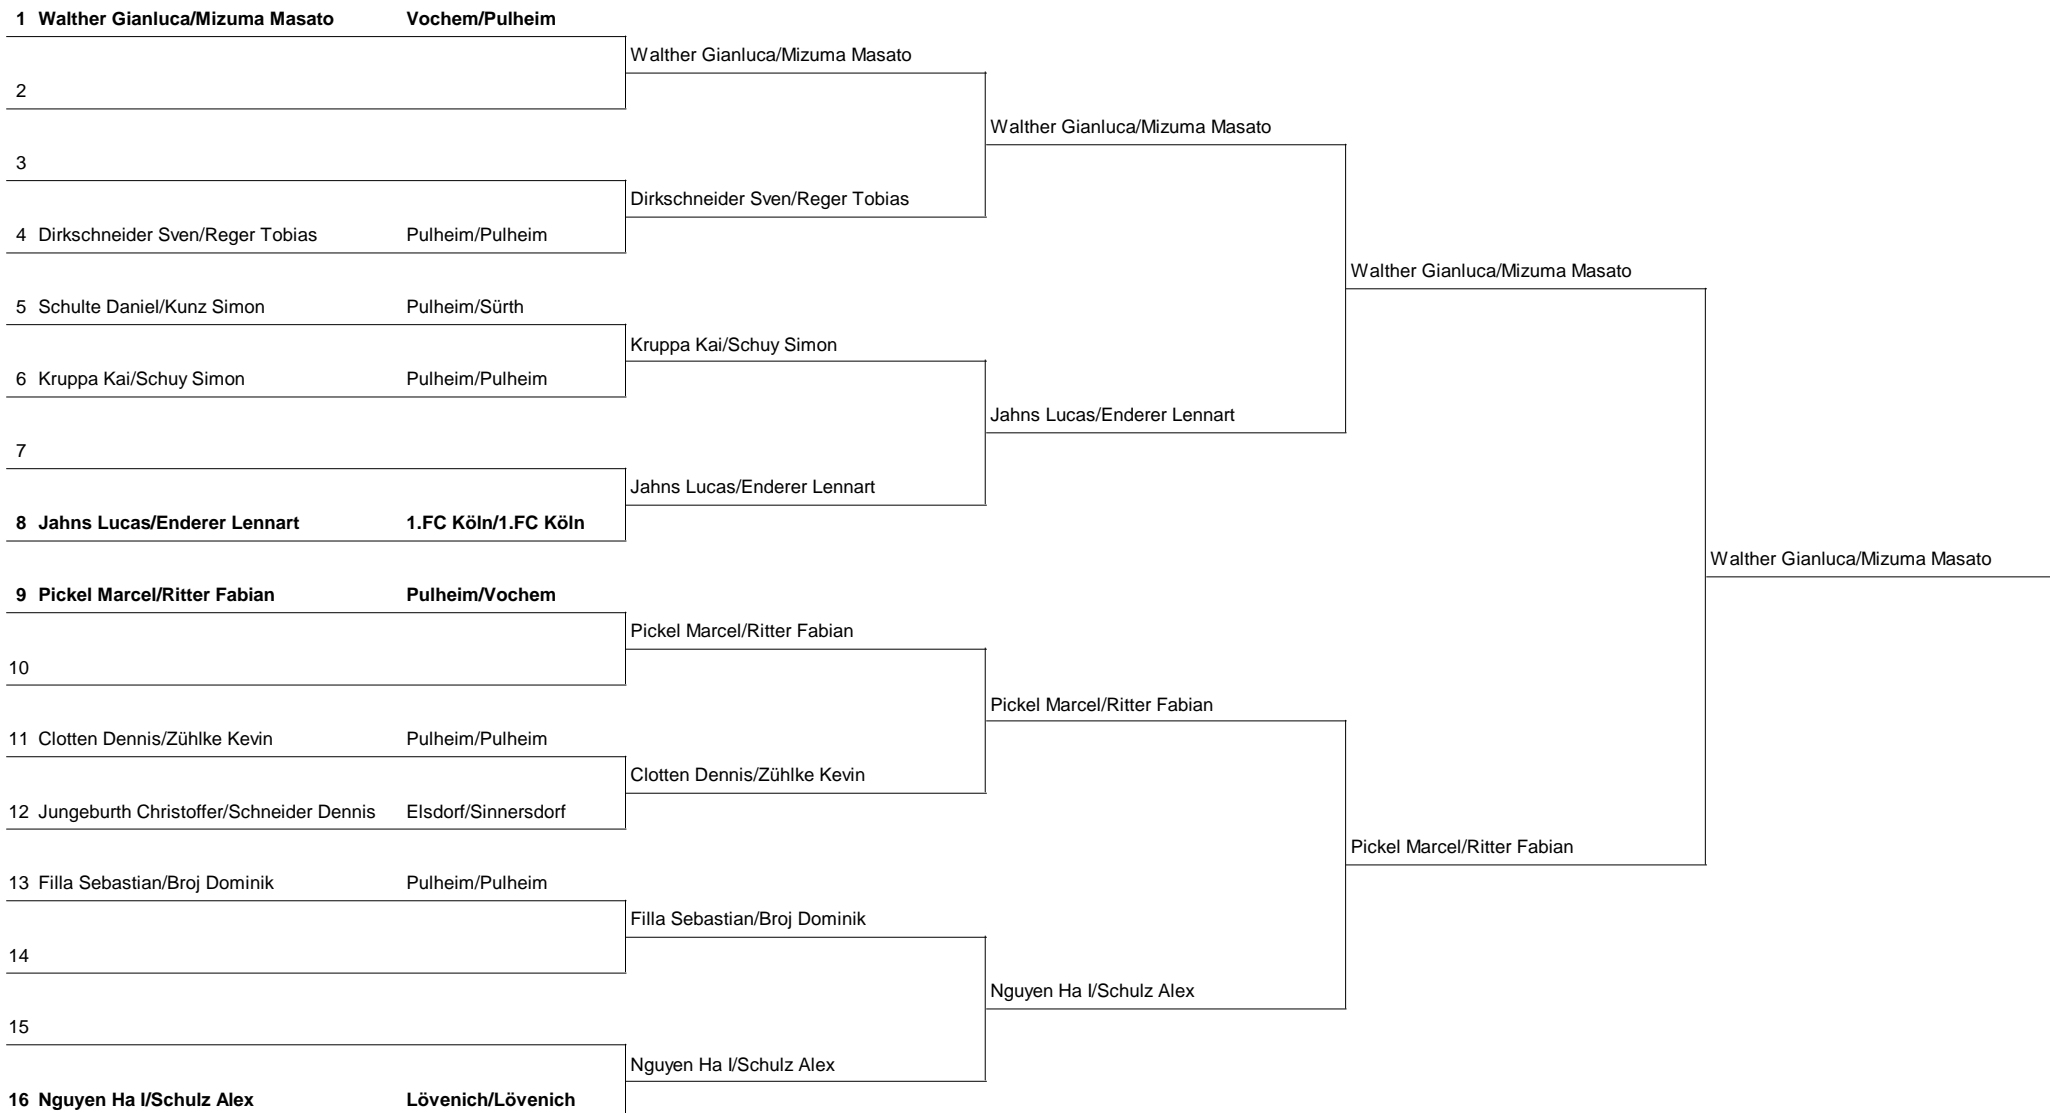 1 Walther Gianluca/Mizuma Masato Vochem/Pulheim
Walther Gianluca/Mizuma Masato
2
Walther Gianluca/Mizuma Masato
3
Dirkschneider Sven/Reger Tobias
4 Dirkschneider Sven/Reger Tobias Pulheim/Pulheim
Walther Gianluca/Mizuma Masato
5 Schulte Daniel/Kunz Simon Pulheim/Sürth
Kruppa Kai/Schuy Simon
6 Kruppa Kai/Schuy Simon Pulheim/Pulheim
Jahns Lucas/Enderer Lennart
7
Jahns Lucas/Enderer Lennart
8 Jahns Lucas/Enderer Lennart 1.FC Köln/1.FC Köln
Walther Gianluca/Mizuma Masato
9 Pickel Marcel/Ritter Fabian Pulheim/Vochem
Pickel Marcel/Ritter Fabian
10
Pickel Marcel/Ritter Fabian
11 Clotten Dennis/Zühlke Kevin Pulheim/Pulheim
Clotten Dennis/Zühlke Kevin
12 Jungeburth Christoffer/Schneider Dennis Elsdorf/Sinnersdorf
Pickel Marcel/Ritter Fabian
13 Filla Sebastian/Broj Dominik Pulheim/Pulheim
Filla Sebastian/Broj Dominik
14
Nguyen Ha I/Schulz Alex
15
Nguyen Ha I/Schulz Alex
16 Nguyen Ha I/Schulz Alex Lövenich/Lövenich